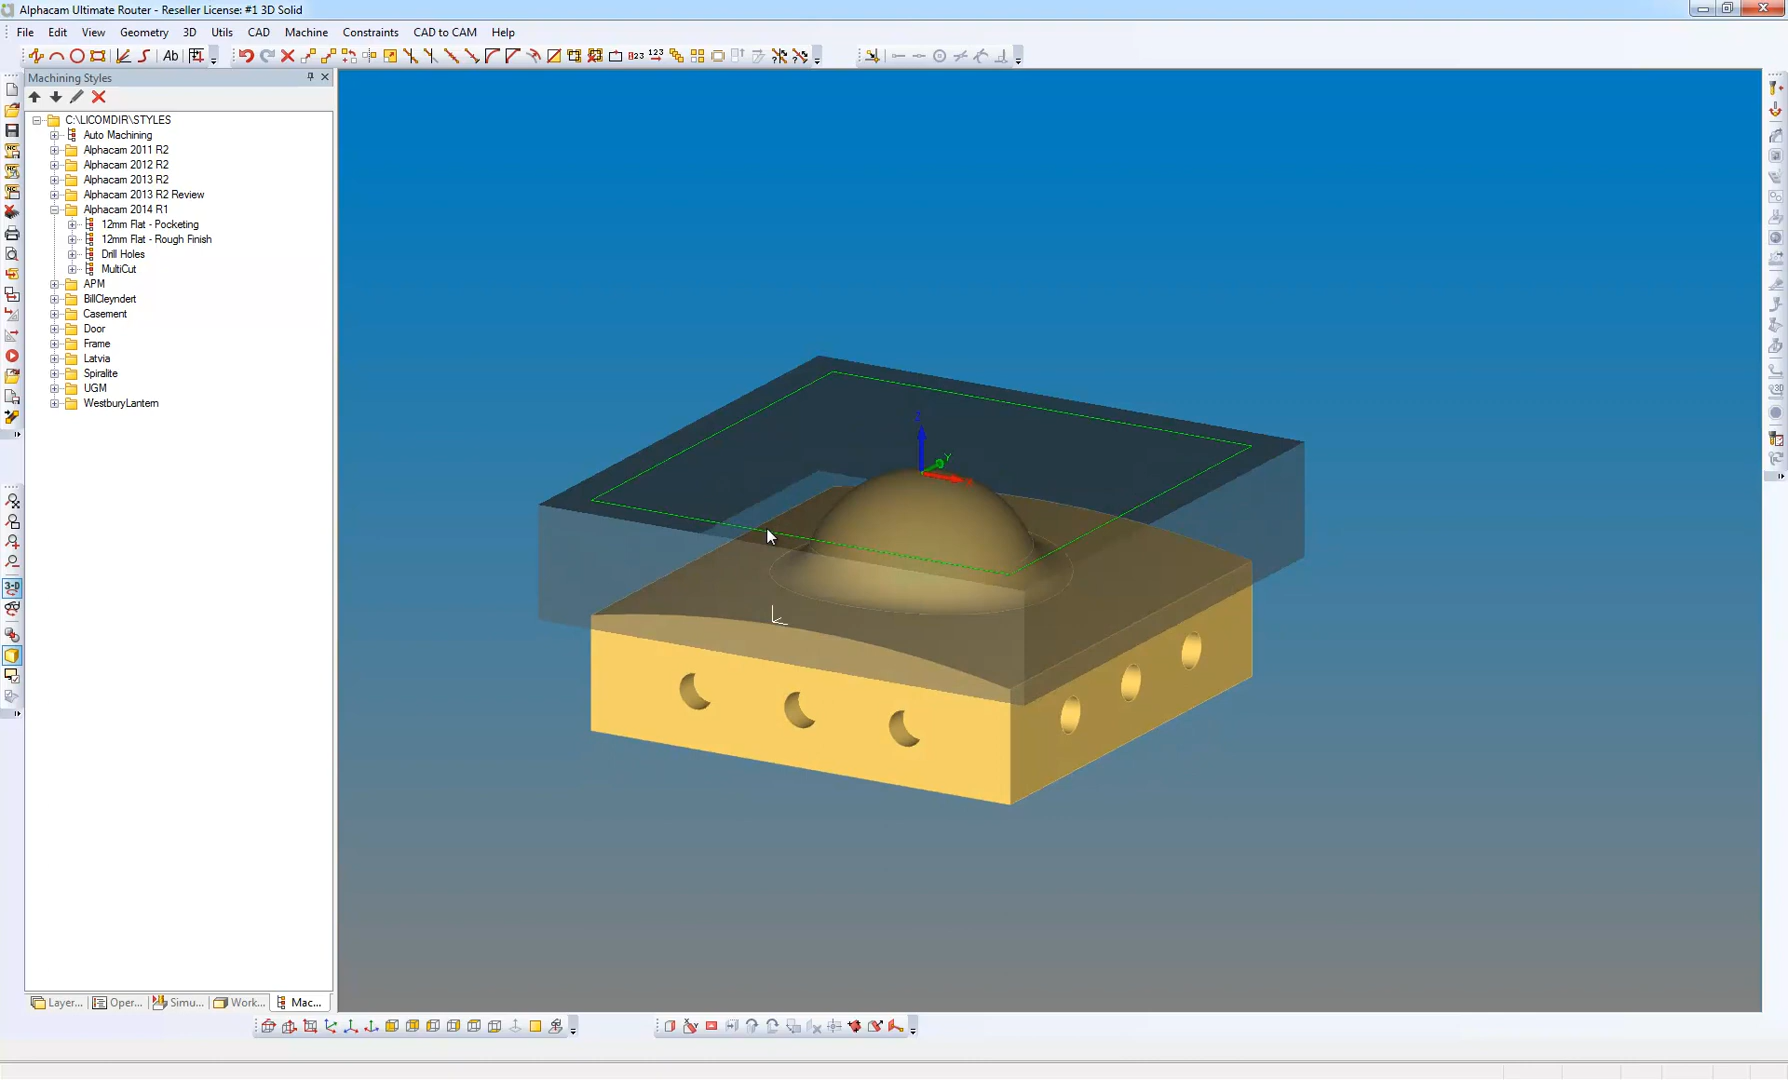 Alphacam Ultimate Router - Reseller License: #1 3D Solid
File Edit View Geometry 3D Utils CAD Machine Constraints CAD to CAM Help
Ab
Machining Styles
C:\LICOMDIR\STYLES
Auto Machining
Alphacam 2011 R2
Alphacam 2012 R2
Alphacam 2013 R2
Alphacam 2013 R2 Review
Alphacam 2014 R1
12mm Flat - Pocketing
12mm Flat - Rough Finish
Drill Holes
MultiCut
APM
BillCleyndert
Casement
Door
Frame
Latvia
Spiralite
UGM
WestburyLantern
Z
Y
X
3-D
Layer... Oper... Simu... Work... Mac...